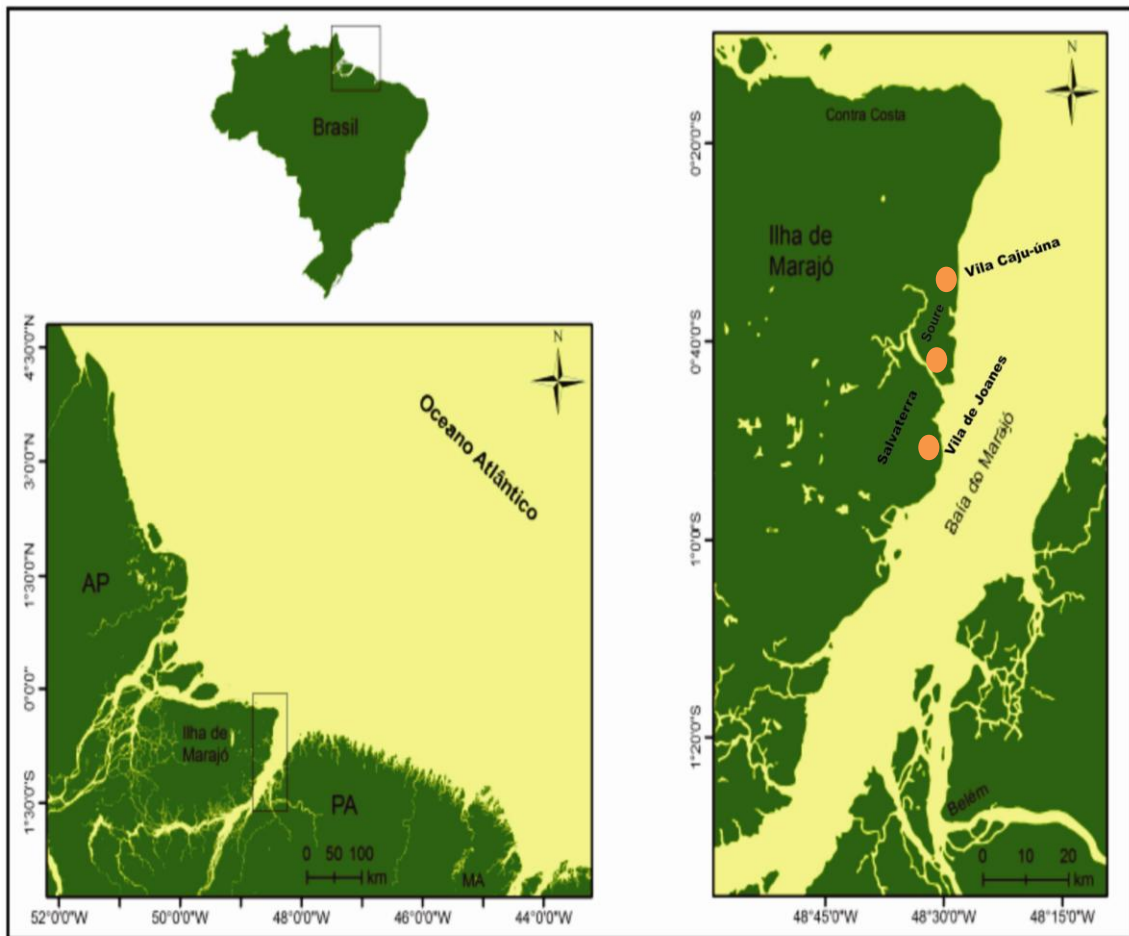 Brasil
N
4°30'0"N
3°0'0"N
1°30'0"N
0°0'0"
1°30'0"S
Oceano Atlântico
AP
Ilha de
Marajó
PA
MA
0 50 100
km
52°0'0"W
50°0'0"W
48°0'0"W
46°0'0"W
44°0'0"W
N
Contra Costa
0°20'0"S
0°40'0"S
1°0'0"S
1°20'0"S
Ilha de
Marajó
Vila Caju-úna
Soure
Salvaterra
Vila de Joanes
Baía do Marajó
Belém
0 10 20
km
48°45'0"W
48°30'0"W
48°15'0"W